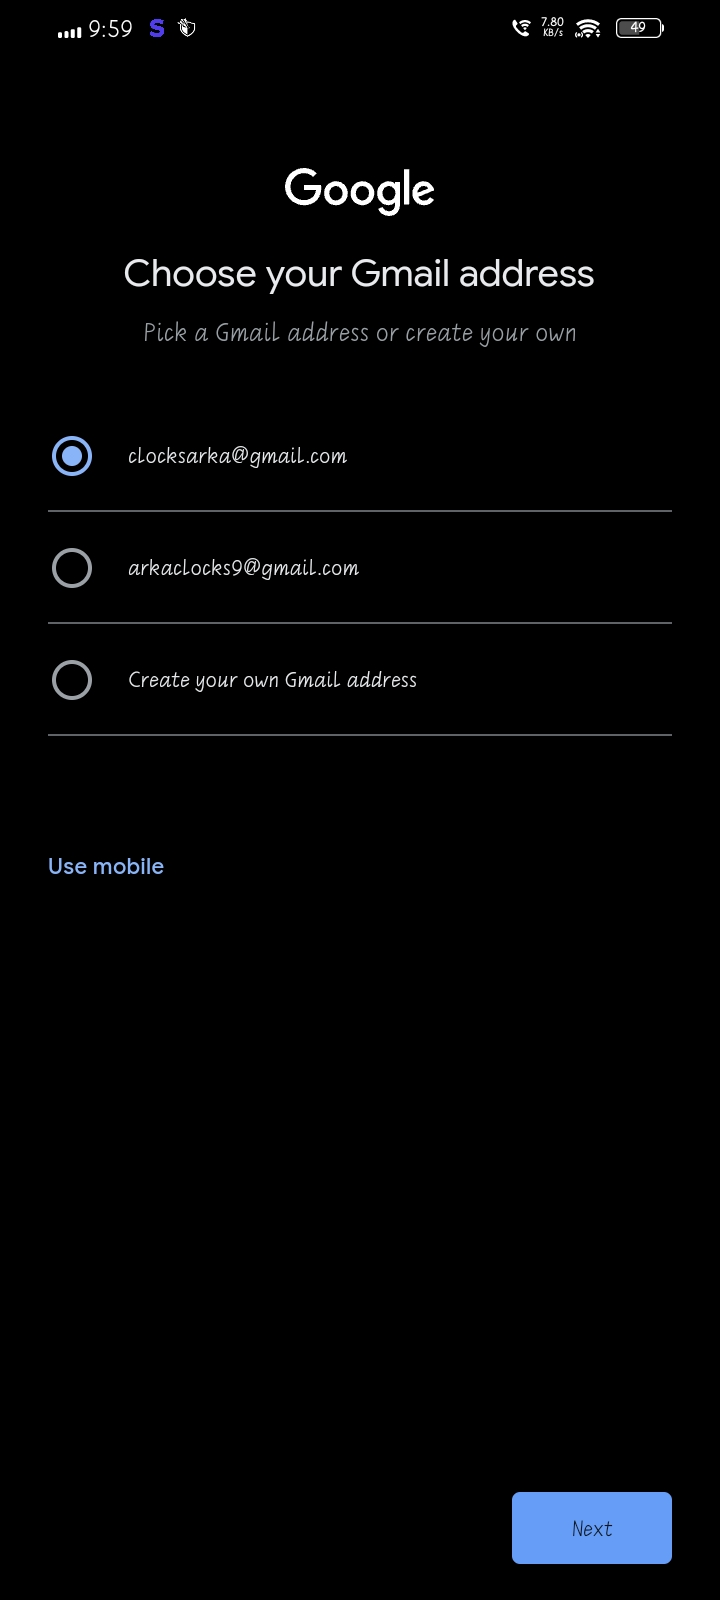 9:59 S 7.80 KB/s 49
Google
Choose your Gmail address
Pick a Gmail address or create your own
clocksarka@gmail.com
arkaclocks9@gmail.com
Create your own Gmail address
Use mobile
Next